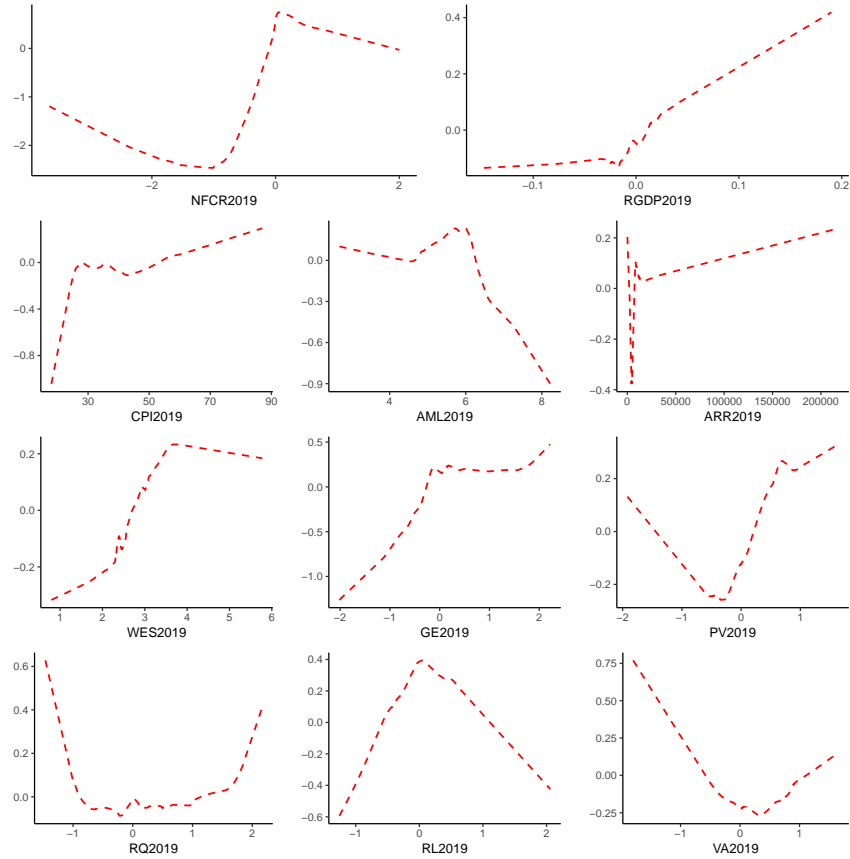 0
−1
−2
−2 0 2
NFCR2019
0.4
0.2
0.0
−0.1 0.0 0.1 0.2
RGDP2019
0.0
−0.4
−0.8
30 50 70 90
CPI2019
0.3
0.0
−0.3
−0.6
−0.9
4 6 8
AML2019
0.2
0.0
−0.2
−0.4
0 50000 100000 150000 200000
ARR2019
0.2
0.0
−0.2
1 2 3 4 5 6
WES2019
0.5
0.0
−0.5
−1.0
−2 −1 0 1 2
GE2019
0.2
0.0
−0.2
−2 −1 0 1
PV2019
0.6
0.4
0.2
0.0
−1 0 1 2
RQ2019
0.4
0.2
0.0
−0.2
−0.4
−0.6
−1 0 1 2
RL2019
0.75
0.50
0.25
0.00
−0.25
−1 0 1
VA2019